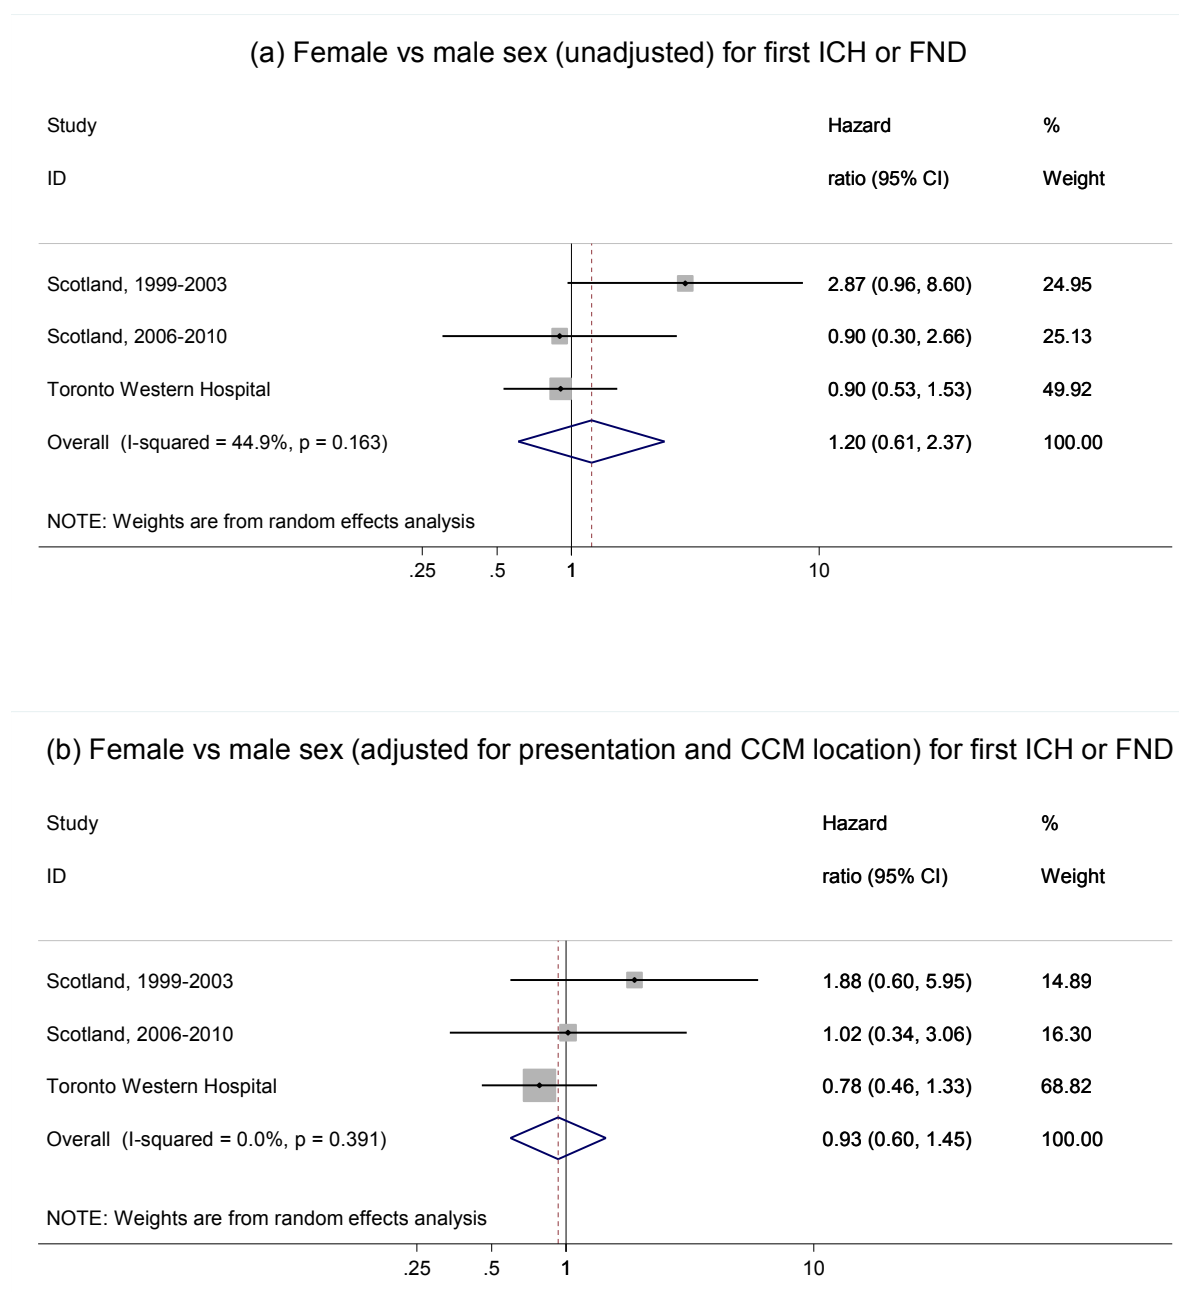 (a) Female vs male sex (unadjusted) for first ICH or FND
Study Hazard %
ID ratio (95% CI) Weight
Scotland, 1999-2003 2.87 (0.96, 8.60) 24.95
Scotland, 2006-2010 0.90 (0.30, 2.66) 25.13
Toronto Western Hospital 0.90 (0.53, 1.53) 49.92
Overall (I-squared = 44.9%, p = 0.163) 1.20 (0.61, 2.37) 100.00
NOTE: Weights are from random effects analysis
.25 .5 1 10
(b) Female vs male sex (adjusted for presentation and CCM location) for first ICH or FND
Study Hazard %
ID ratio (95% CI) Weight
Scotland, 1999-2003 1.88 (0.60, 5.95) 14.89
Scotland, 2006-2010 1.02 (0.34, 3.06) 16.30
Toronto Western Hospital 0.78 (0.46, 1.33) 68.82
Overall (I-squared = 0.0%, p = 0.391) 0.93 (0.60, 1.45) 100.00
NOTE: Weights are from random effects analysis
.25 .5 1 10